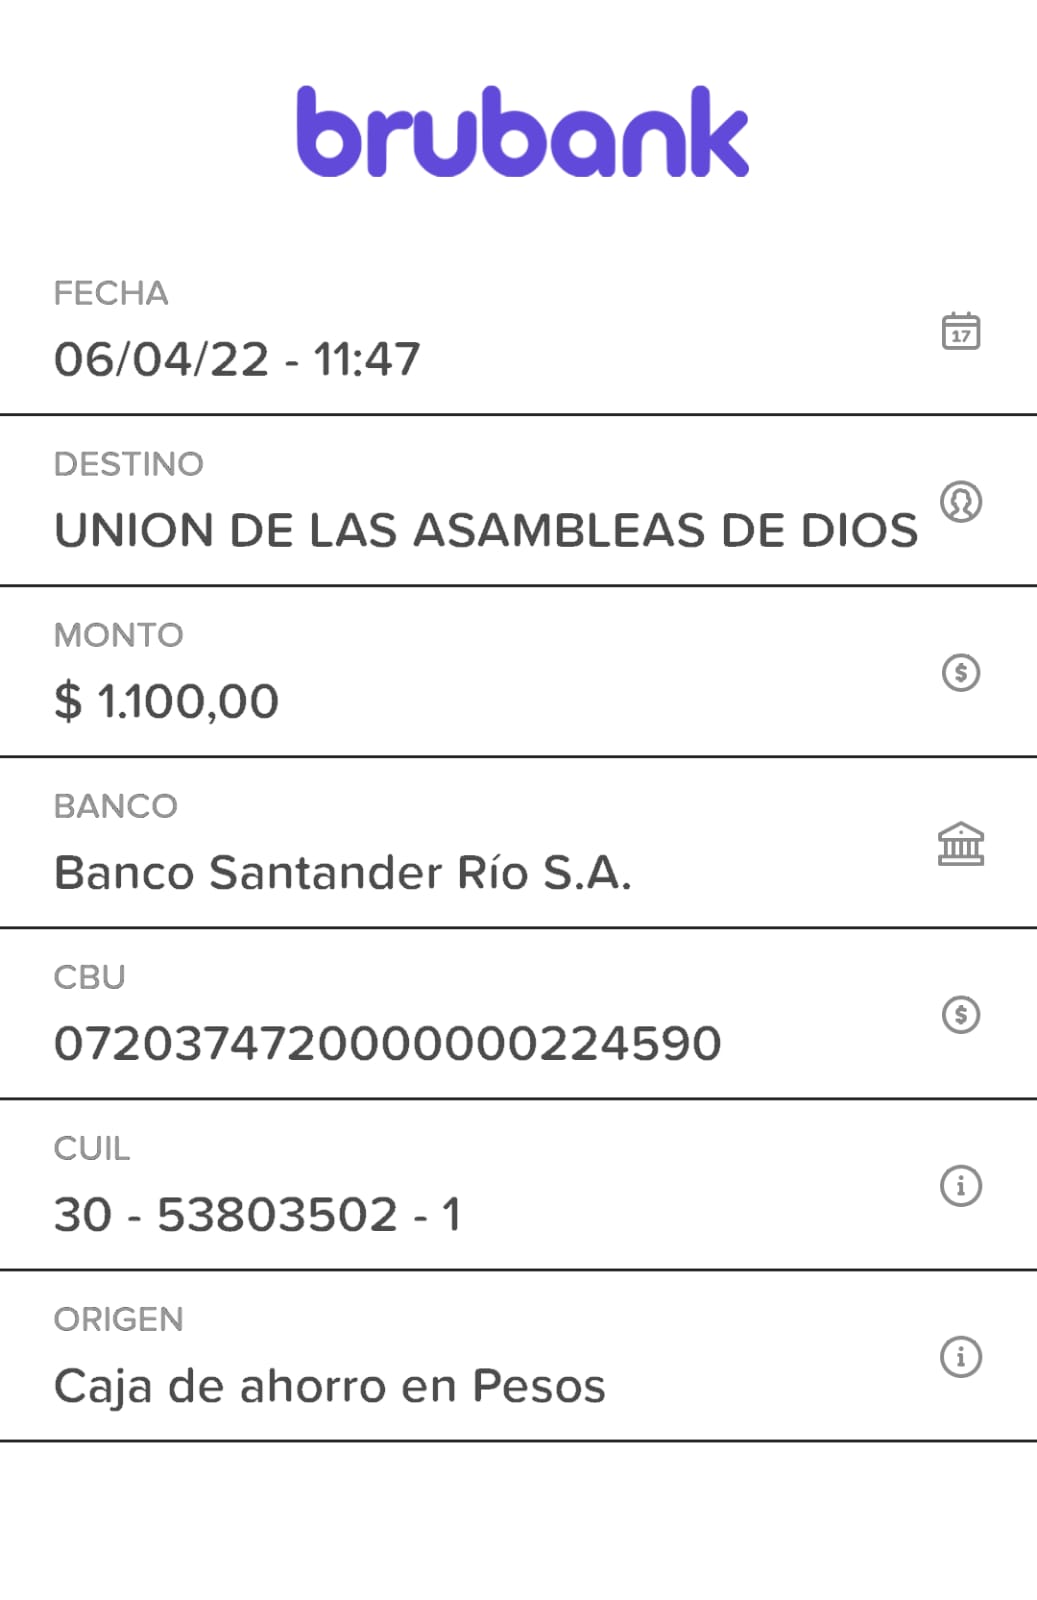 brubank
FECHA
06/04/22 - 11:47
17
DESTINO
UNION DE LAS ASAMBLEAS DE DIOS
MONTO
$ 1.100,00
$
BANCO
Banco Santander Río S.A.
CBU
0720374720000000224590
$
CUIL
30 - 53803502 - 1
i
ORIGEN
Caja de ahorro en Pesos
i